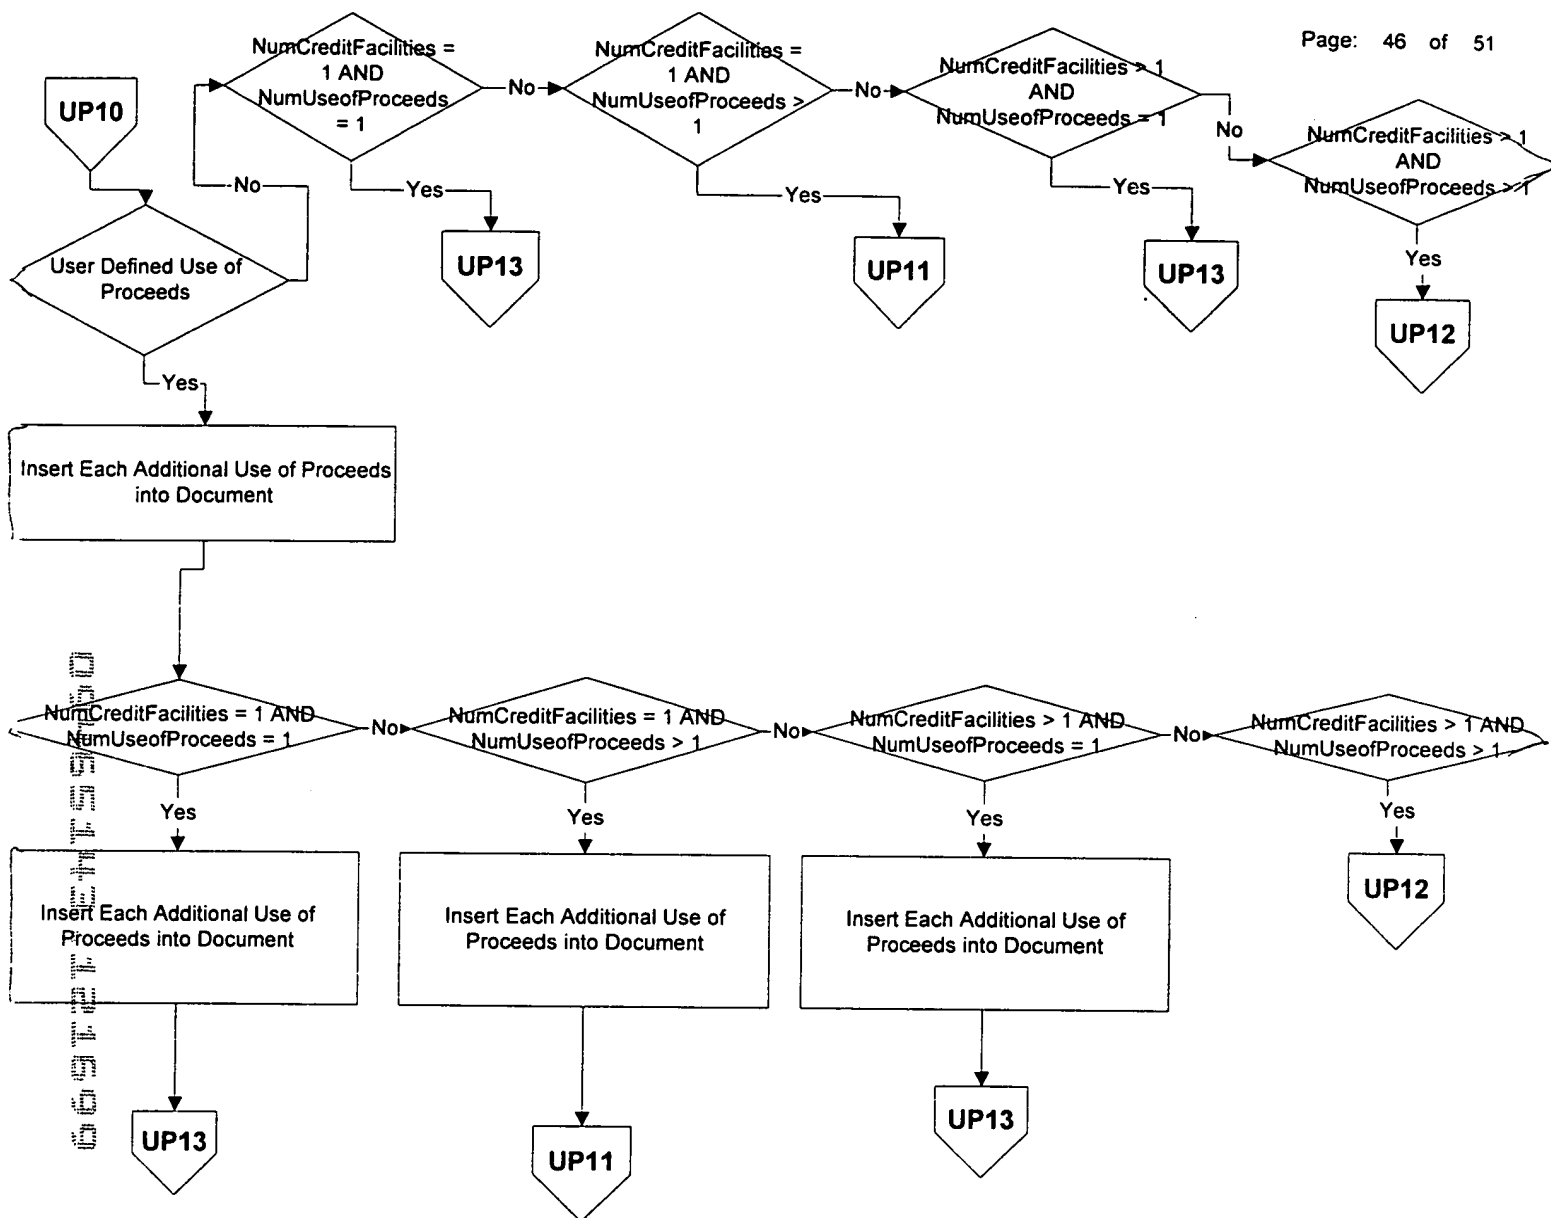 Page: 46 of 51
UP10
NumCreditFacilities =
1 AND
NumUseofProceeds
= 1
No
NumCreditFacilities =
1 AND
NumUseofProceeds >
1
No
NumCreditFacilities > 1
AND
NumUseofProceeds = 1
No
NumCreditFacilities > 1
AND
NumUseofProceeds > 1
No
Yes
Yes
Yes
Yes
UP13
UP11
UP13
UP12
User Defined Use of
Proceeds
Yes
Insert Each Additional Use of Proceeds
into Document
NumCreditFacilities = 1 AND
NumUseofProceeds = 1
No
NumCreditFacilities = 1 AND
NumUseofProceeds > 1
No
NumCreditFacilities > 1 AND
NumUseofProceeds = 1
No
NumCreditFacilities > 1 AND
NumUseofProceeds > 1
Yes
Yes
Yes
Yes
Insert Each Additional Use of
Proceeds into Document
Insert Each Additional Use of
Proceeds into Document
Insert Each Additional Use of
Proceeds into Document
UP12
UP13
UP11
UP13